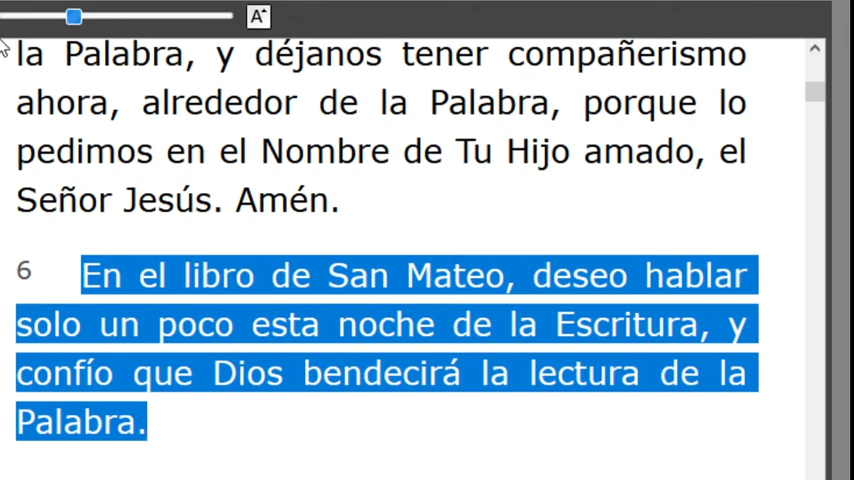 A
la Palabra, y déjanos tener compañerismo
ahora, alrededor de la Palabra, porque lo
pedimos en el Nombre de Tu Hijo amado, el
Señor Jesús. Amén.
6 En el libro de San Mateo, deseo hablar
solo un poco esta noche de la Escritura, y
confío que Dios bendecirá la lectura de la
Palabra.